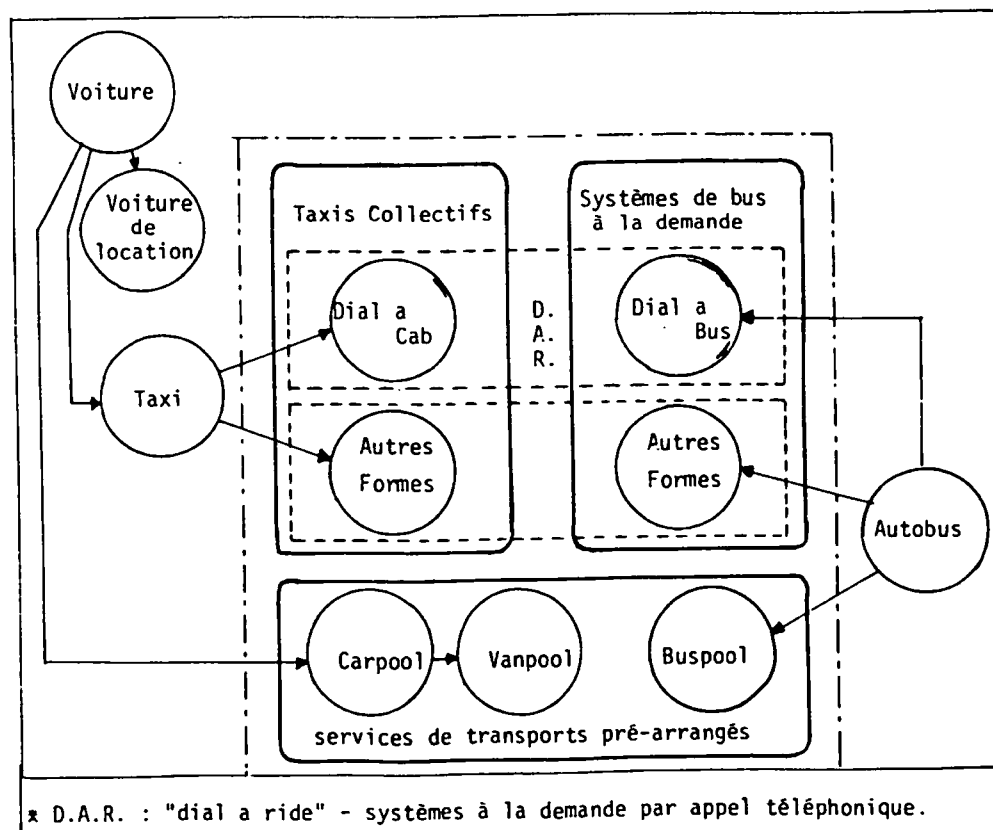 Voiture
Voiture
de
location
Taxi
Taxis Collectifs
Systèmes de bus
à la demande
Dial a
Cab
D.
A.
R.
Dial a
Bus
Autres
Formes
Autres
Formes
Autobus
Carpool
Vanpool
Buspool
services de transports pré-arrangés
* D.A.R. : "dial a ride" - systèmes à la demande par appel téléphonique.